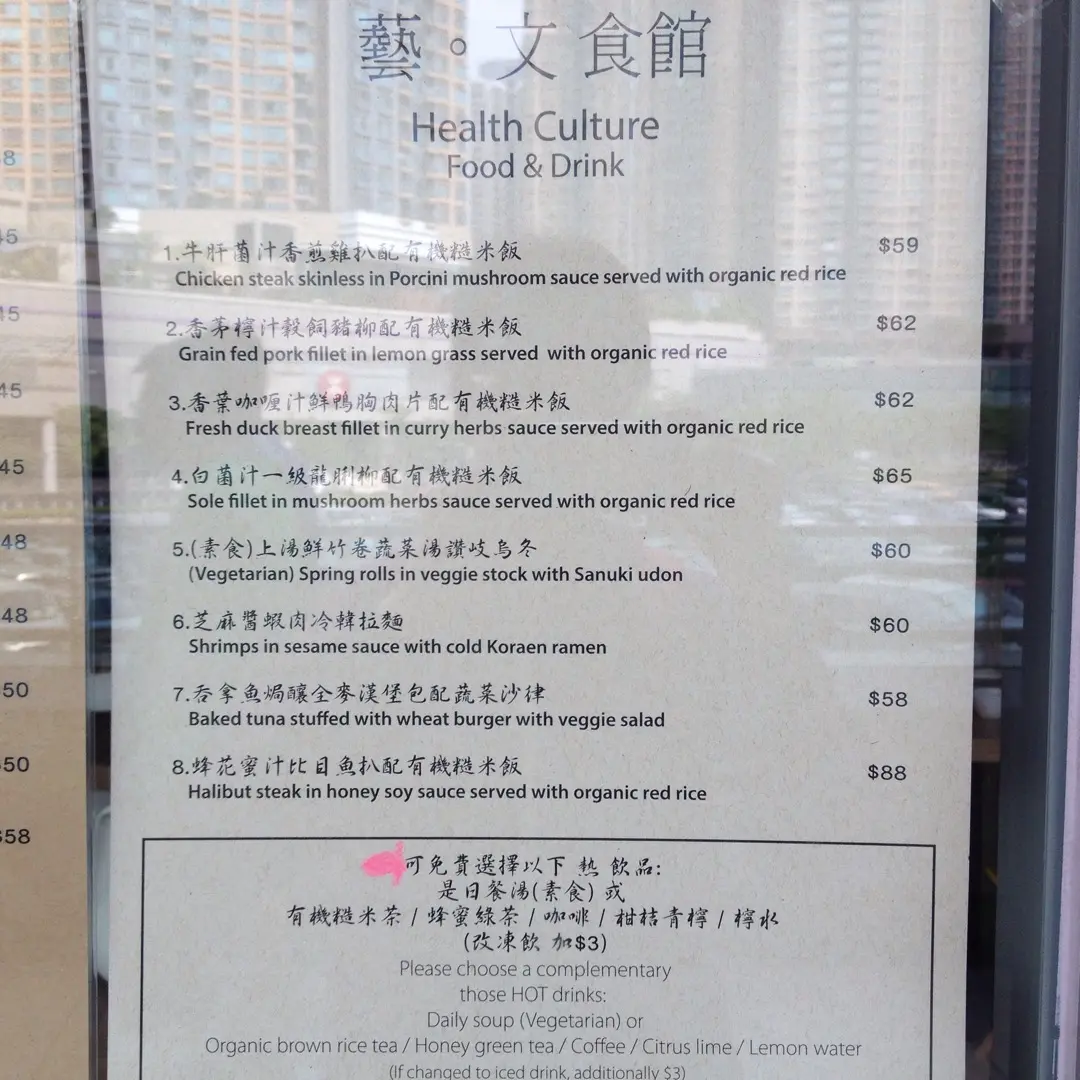 藝。文食館
Health Culture
Food & Drink
1.牛肝菌汁香煎雞扒配有機糙米飯 $59
Chicken steak skinless in Porcini mushroom sauce served with organic red rice
2.香茅檸汁穀飼豬柳配有機糙米飯 $62
Grain fed pork fillet in lemon grass served with organic red rice
3.香葉咖喱汁鮮鴨胸肉片配有機糙米飯 $62
Fresh duck breast fillet in curry herbs sauce served with organic red rice
4.白菌汁一級龍脷柳配有機糙米飯 $65
Sole fillet in mushroom herbs sauce served with organic red rice
5.(素食)上湯鮮竹卷蔬菜湯讚岐烏冬 $60
(Vegetarian) Spring rolls in veggie stock with Sanuki udon
6.芝麻醬蝦肉冷韓拉麵 $60
Shrimps in sesame sauce with cold Koraen ramen
7.吞拿魚焗釀全麥漢堡包配蔬菜沙律 $58
Baked tuna stuffed with wheat burger with veggie salad
8.蜂花蜜汁比目魚扒配有機糙米飯 $88
Halibut steak in honey soy sauce served with organic red rice
可免費選擇以下 熱 飲品:
是日餐湯(素食) 或
有機糙米茶 / 蜂蜜綠茶 / 咖啡 / 柑桔青檸 / 檸水
(改凍飲 加$3)
Please choose a complementary
those HOT drinks:
Daily soup (Vegetarian) or
Organic brown rice tea / Honey green tea / Coffee / Citrus lime / Lemon water
(If changed to iced drink, additionally $3)
8
45
45
45
45
48
48
50
50
$58